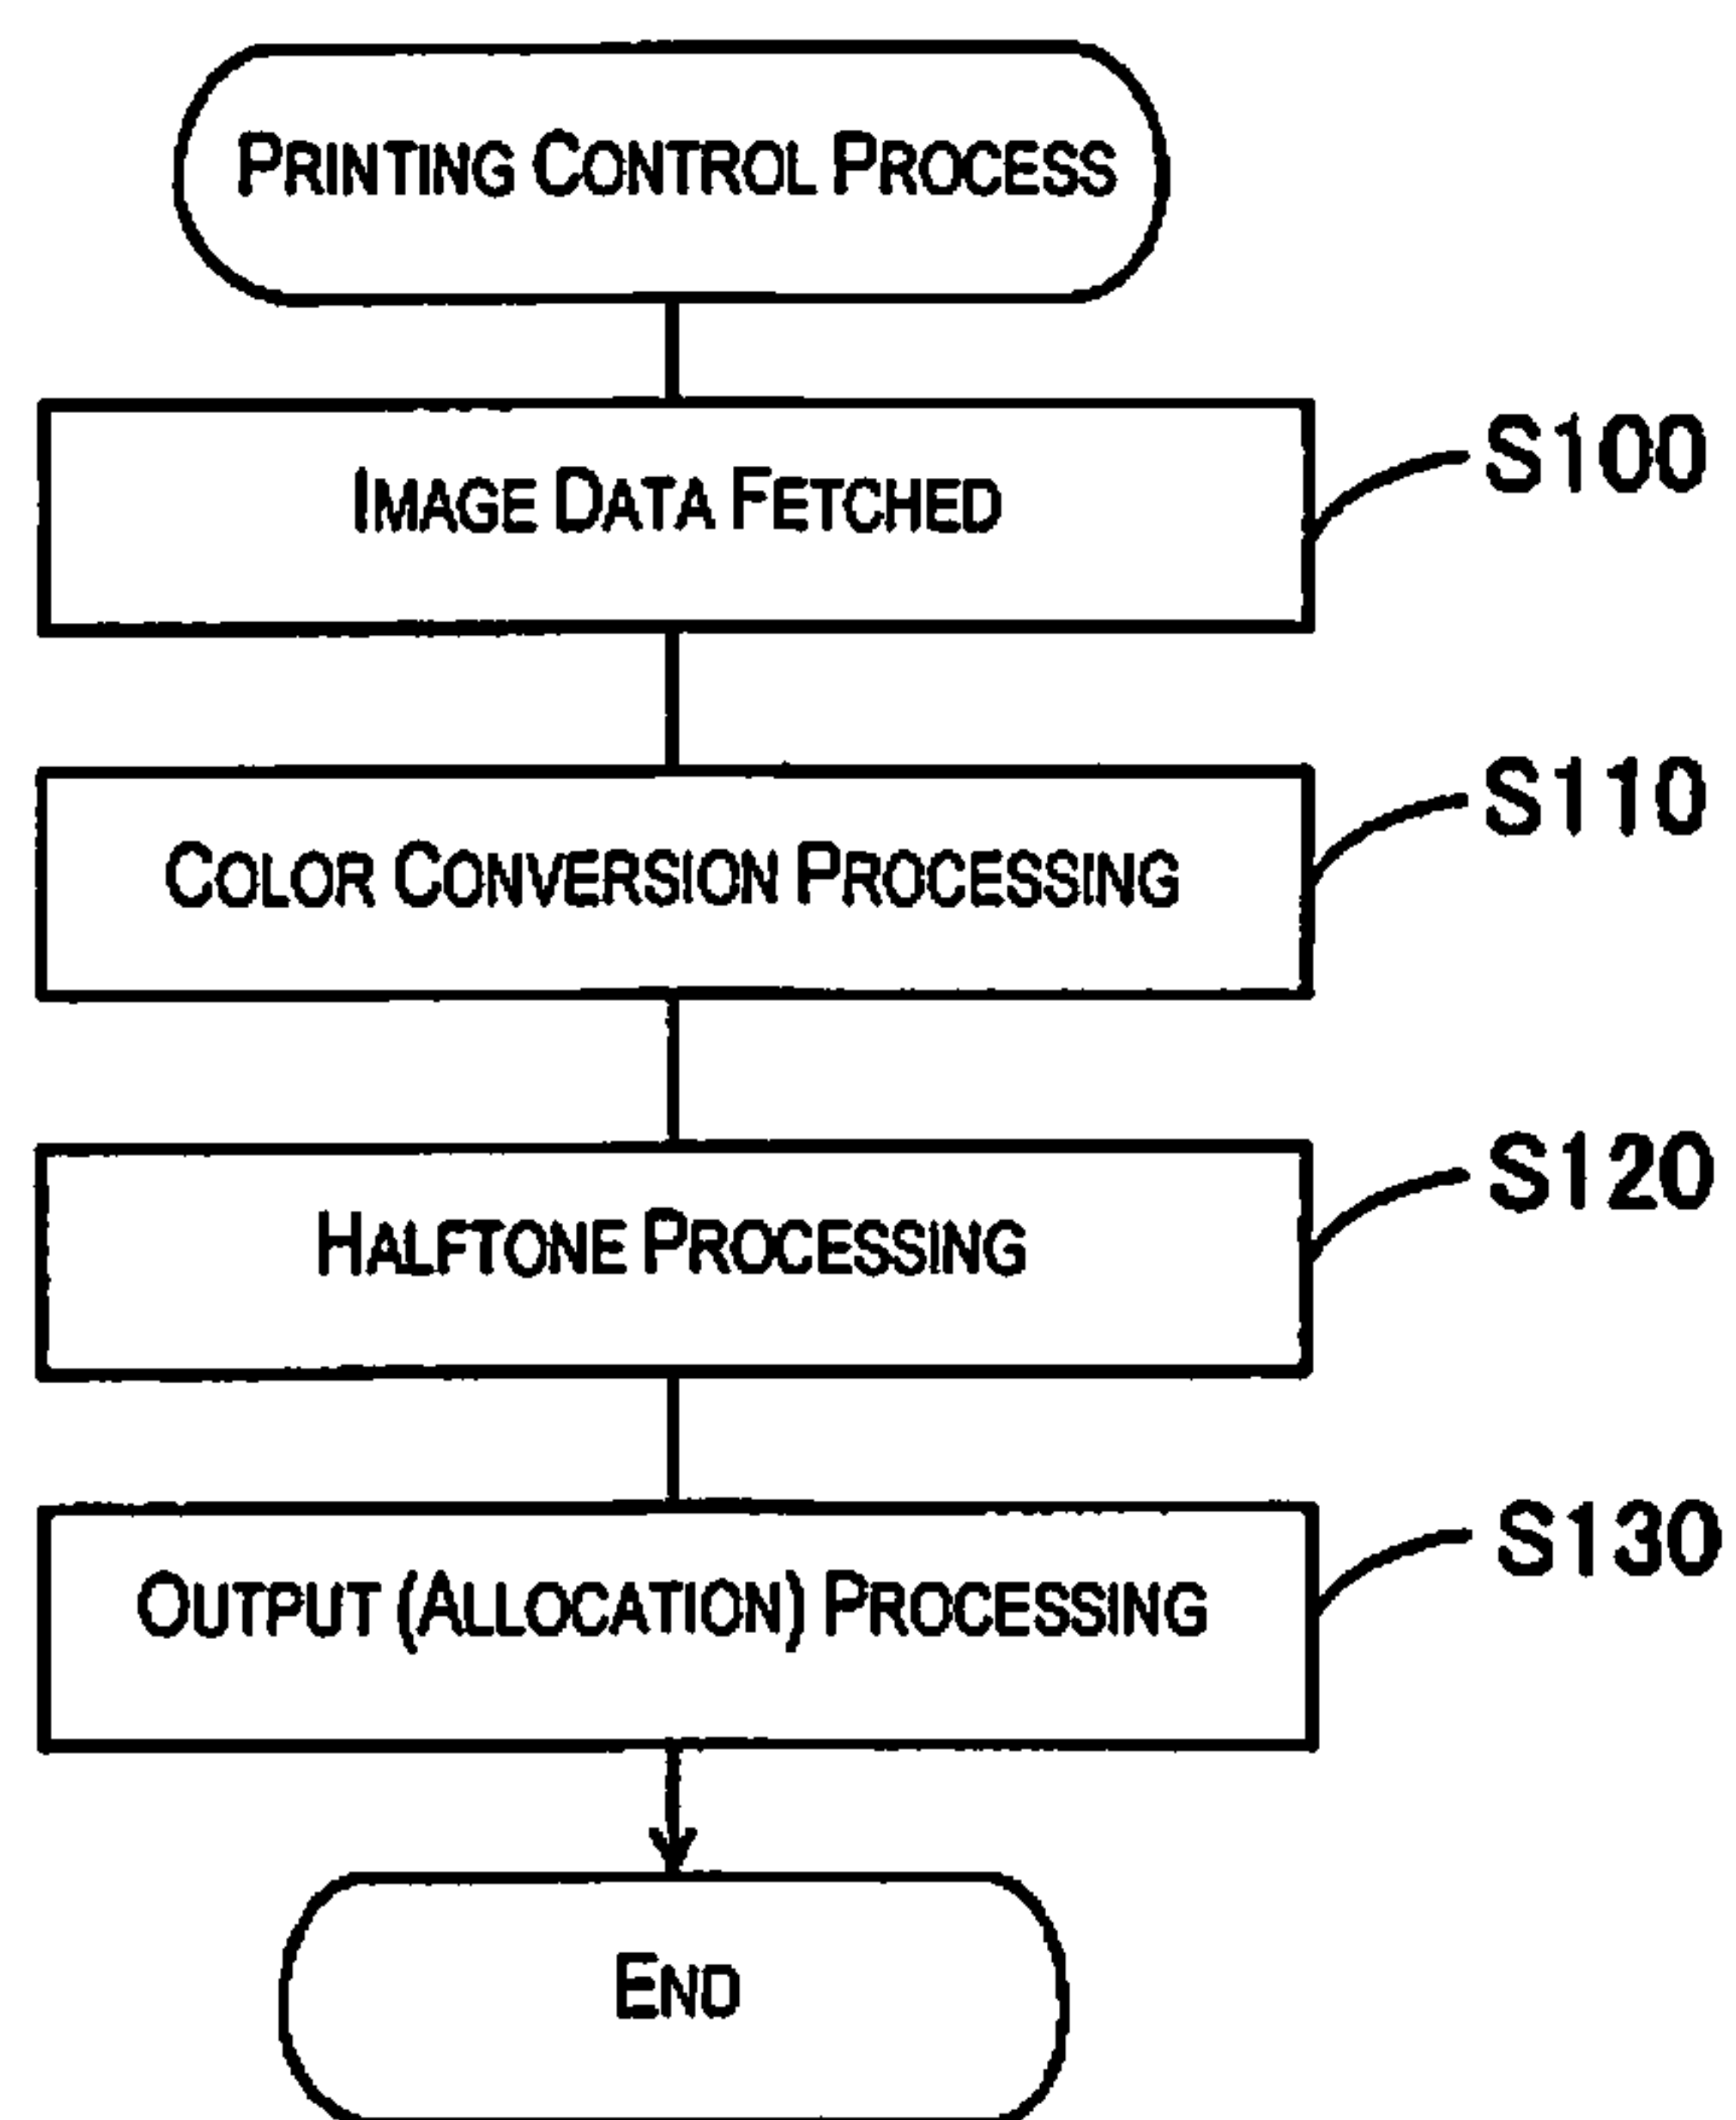 PRINTING CONTROL PROCESS
IMAGE DATA FETCHED
S100
COLOR CONVERSION PROCESSING
S110
HALFTONE PROCESSING
S120
OUTPUT (ALLOCATION) PROCESSING
S130
END